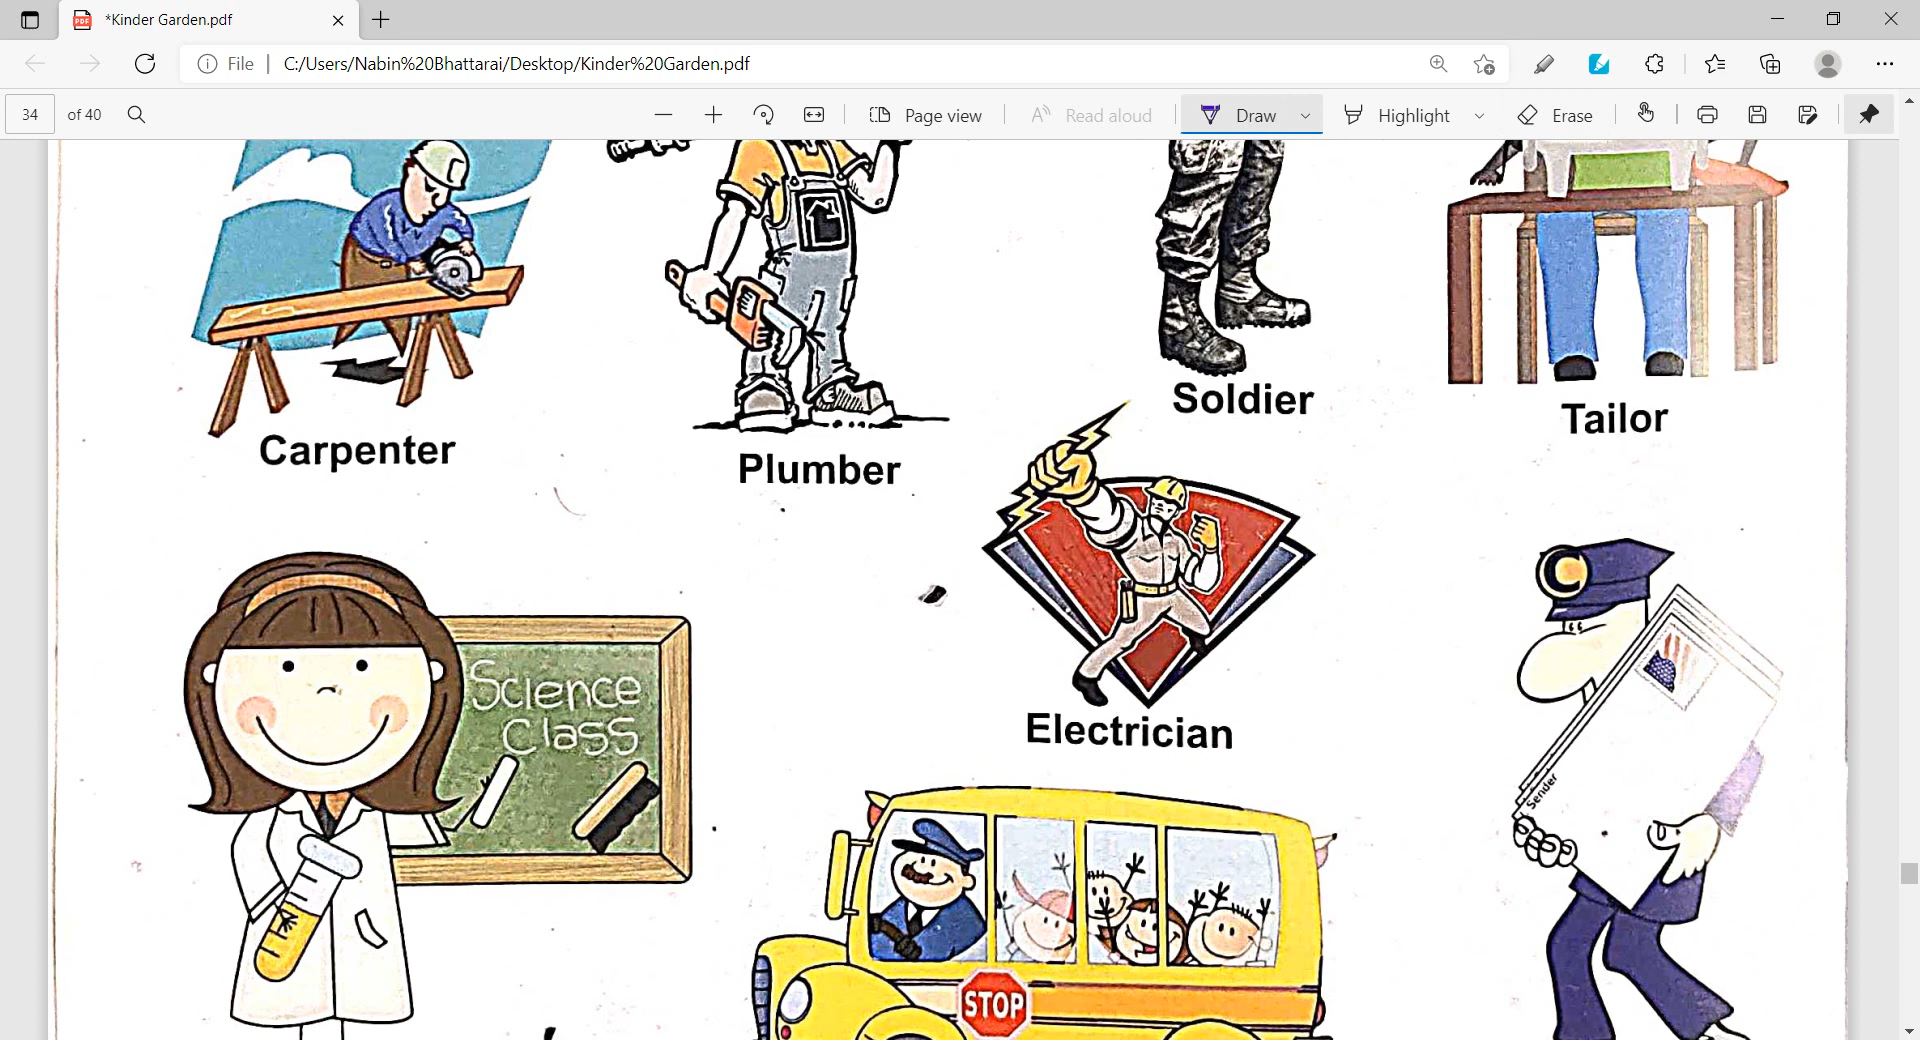 *Kinder Garden.pdf
File
C:/Users/Nabin%20Bhattarai/Desktop/Kinder%20Garden.pdf
34 of 40
Page view
Read aloud
Draw
Highlight
Erase
Soldier
Tailor
Carpenter
Plumber
Science
Class
Electrician
Sender
STOP